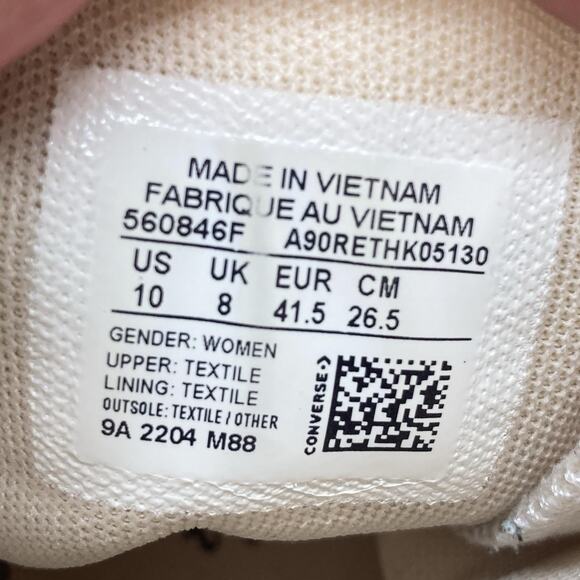 MADE IN VIETNAM
FABRIQUE AU VIETNAM
560846F A90RETHK05130
US UK EUR CM
10 8 41.5 26.5
GENDER: WOMEN
UPPER: TEXTILE
LINING: TEXTILE
OUTSOLE: TEXTILE / OTHER
9A 2204 M88
CONVERSE